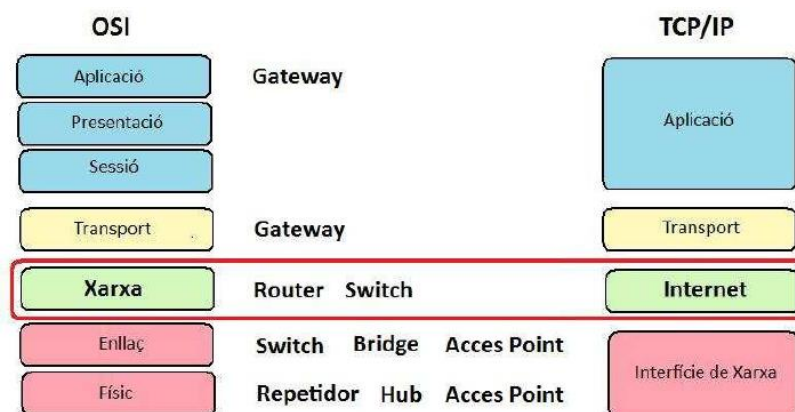 OSI TCP/IP
Aplicació Gateway
Presentació Aplicació
Sessió
Transport Gateway Transport
Xarxa Router Switch Internet
Enllaç Switch Bridge Acces Point
Interfície de Xarxa
Físic Repetidor Hub Acces Point